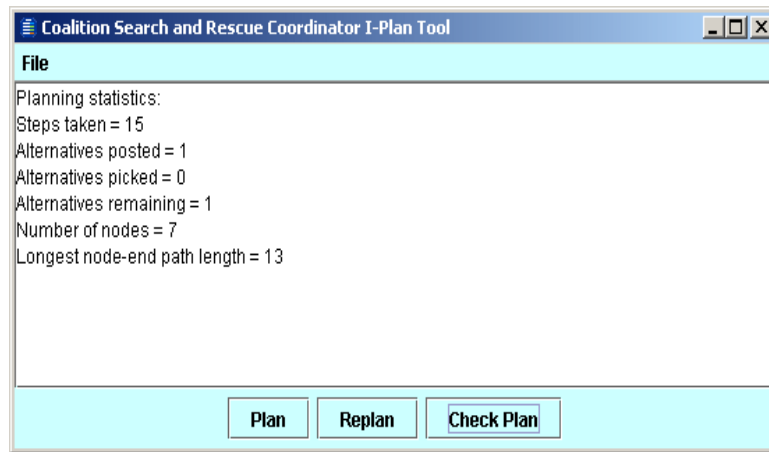 Coalition Search and Rescue Coordinator I-Plan Tool
File
Planning statistics:
Steps taken = 15
Alternatives posted = 1
Alternatives picked = 0
Alternatives remaining = 1
Number of nodes = 7
Longest node-end path length = 13
Plan Replan Check Plan